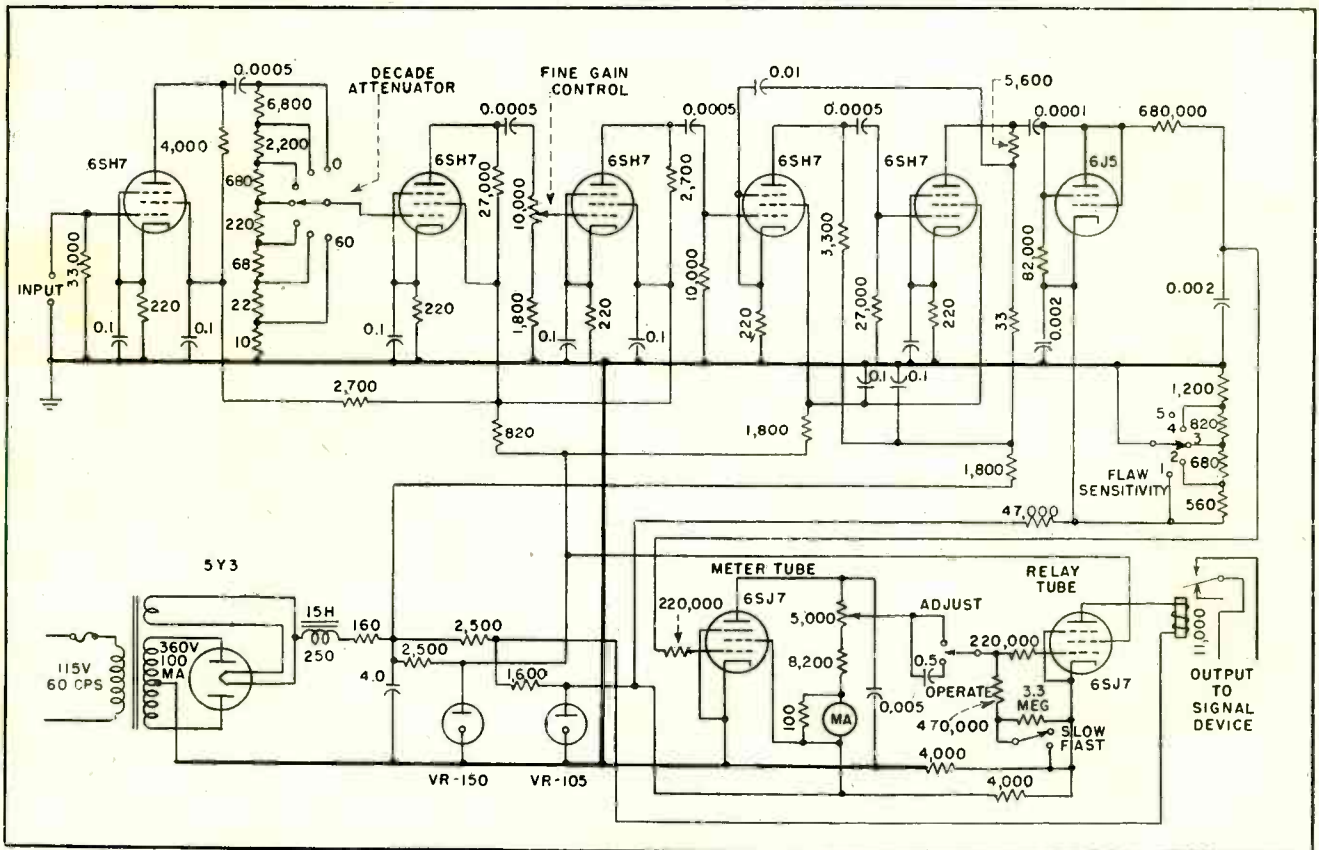 0.0005
DECADE
ATTENUATOR
FINE GAIN
CONTROL
0.01
5,600
6,800
0.0005
0.0005
0.0005
0.0001
680,000
4,000
2,200
0
6SH7
680
6SH7
27,000
10,000
6SH7
2,700
6SH7
6SH7
6J5
220
60
3,300
33,000
68
10,000
27,000
82,000
INPUT
220
22
220
1,800
220
220
220
33
0.002
0.1
0.1
10
0.1
0.1
0.1
0.002
0.1
0.1
1,200
2,700
820
1,800
5
4
820
3
1,800
2
680
FLAW
SENSITIVITY
1
560
47,000
5Y3
METER TUBE
RELAY
TUBE
15H
6SJ7
220,000
5,000
ADJUST
360V
100
MA
160
2,500
220,000
250
2,500
8,200
11,000
115V
60 CPS
4.0
1,600
0.5
OPERATE
6SJ7
OUTPUT
TO
SIGNAL
DEVICE
100
MA
0.005
3.3
MEG
470,000
SLOW
FAST
4,000
VR-150
VR-105
4,000